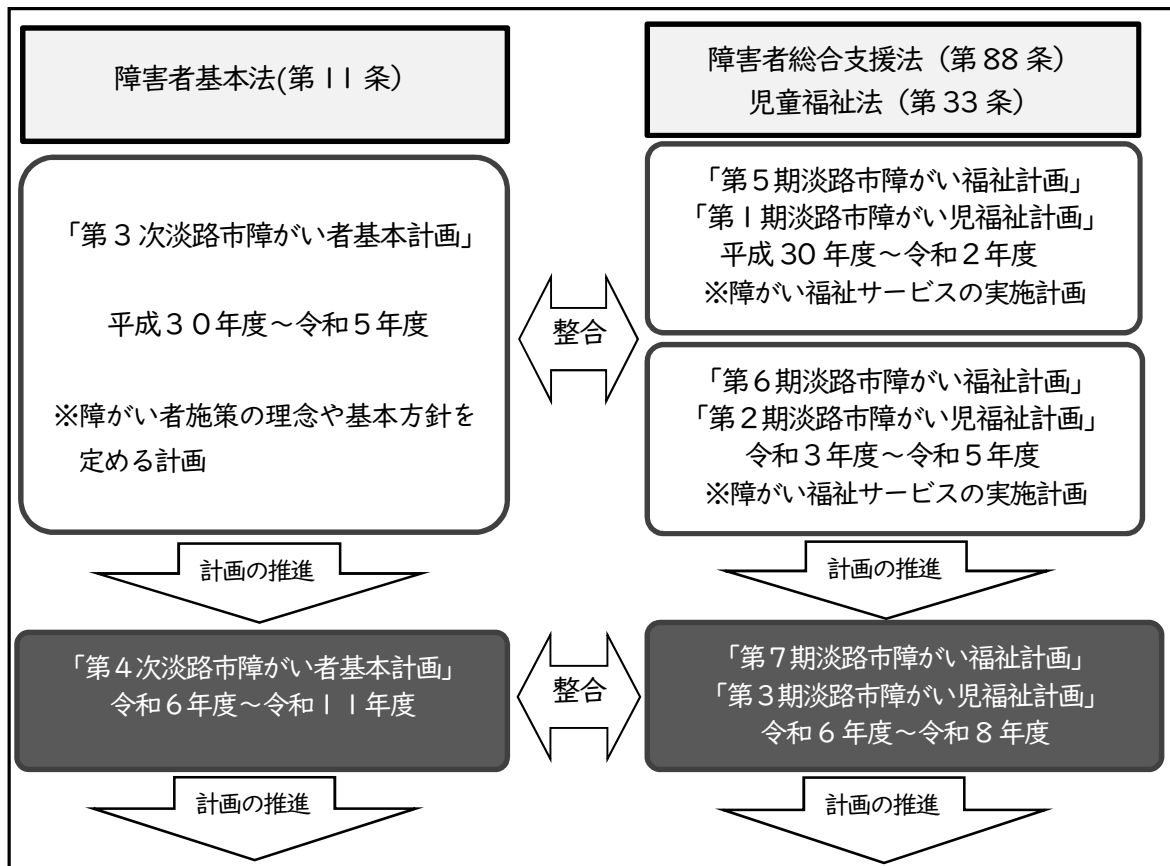 障害者基本法(第11条)
障害者総合支援法(第88条)
児童福祉法(第33条)
「第3次淡路市障がい者基本計画」
平成30年度～令和5年度
※障がい者施策の理念や基本方針を
定める計画
整合
「第5期淡路市障がい福祉計画」
「第1期淡路市障がい児福祉計画」
平成30年度～令和2年度
※障がい福祉サービスの実施計画
「第6期淡路市障がい福祉計画」
「第2期淡路市障がい児福祉計画」
令和3年度～令和5年度
※障がい福祉サービスの実施計画
計画の推進
計画の推進
「第4次淡路市障がい者基本計画」
令和6年度～令和11年度
整合
「第7期淡路市障がい福祉計画」
「第3期淡路市障がい児福祉計画」
令和6年度～令和8年度
計画の推進
計画の推進